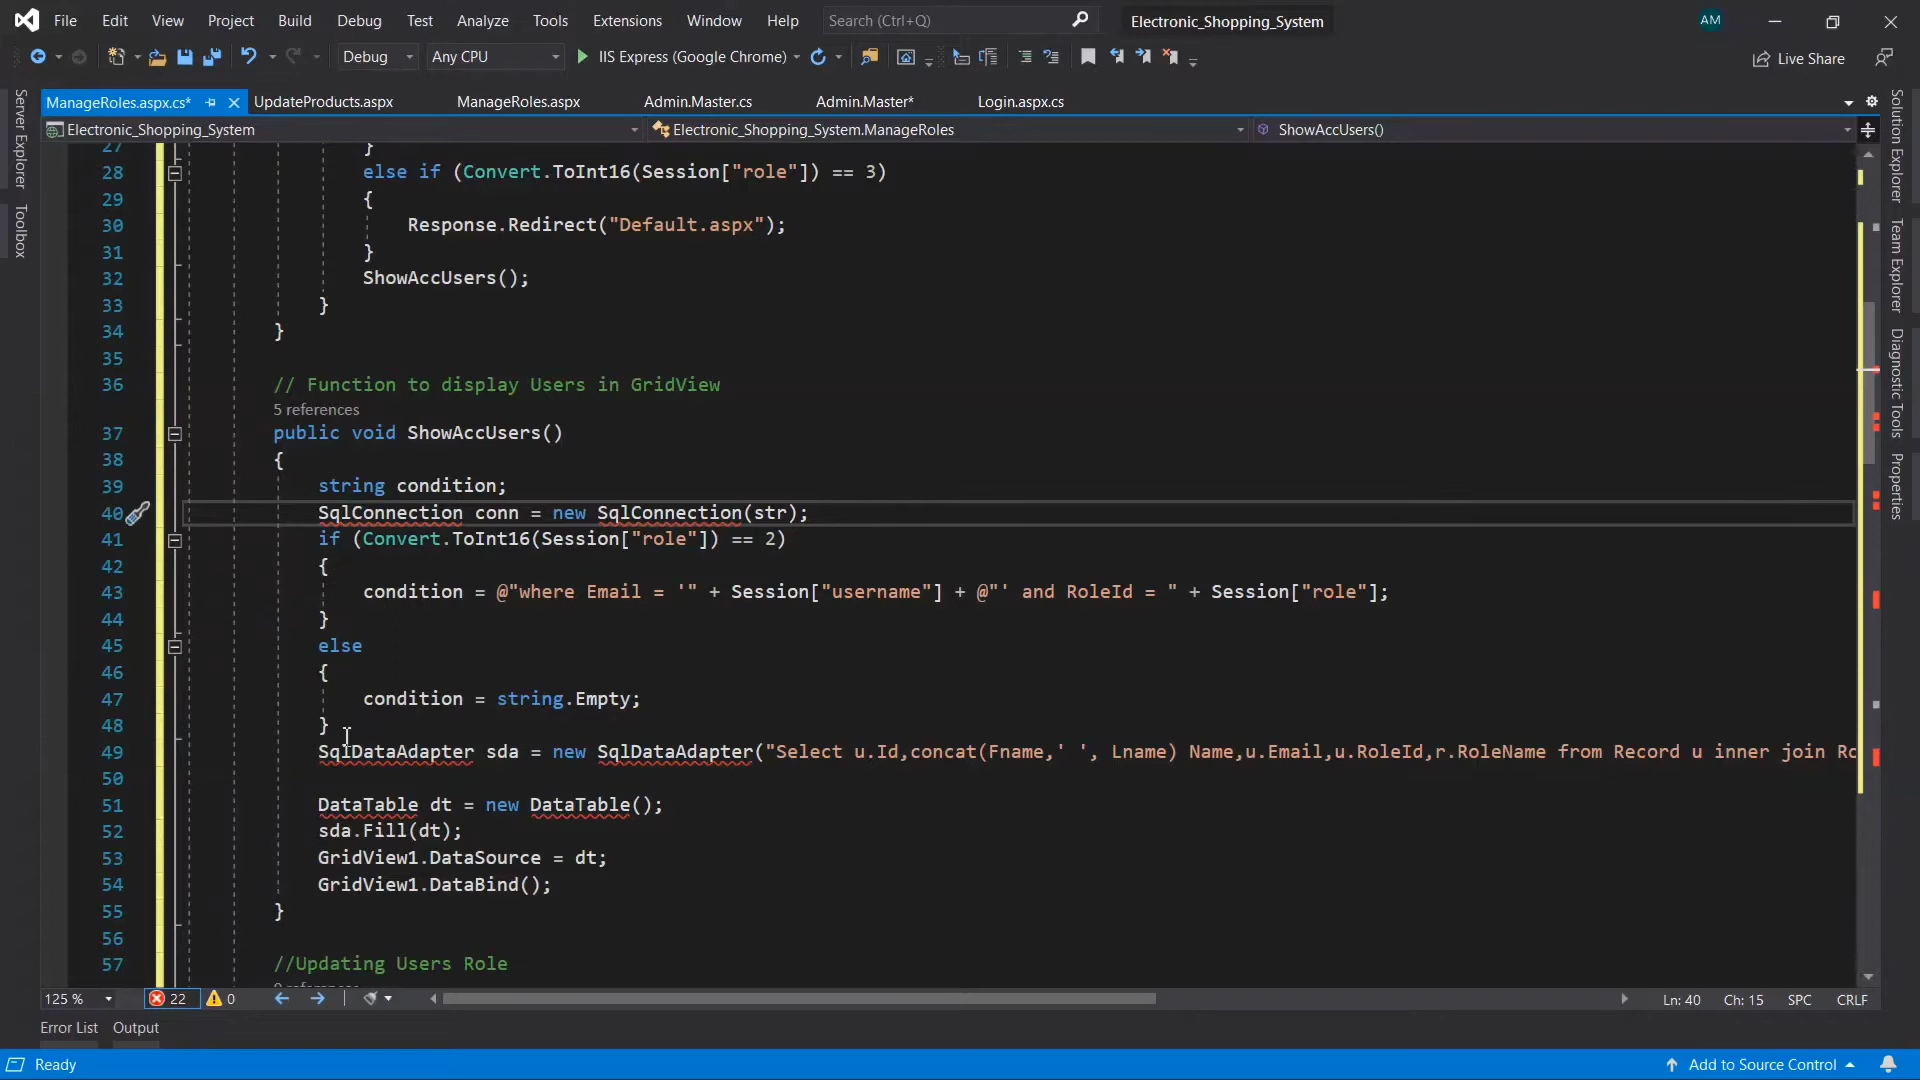 File Edit View Project Build Debug Test Analyze Tools Extensions Window Help Search (Ctrl+Q) Electronic_Shopping_System AM
Debug Any CPU IIS Express (Google Chrome) Live Share
ManageRoles.aspx.cs* UpdateProducts.aspx ManageRoles.aspx Admin.Master.cs Admin.Master* Login.aspx.cs
Electronic_Shopping_System Electronic_Shopping_System.ManageRoles ShowAccUsers()
Server Explorer
Toolbox
27 }
28 else if (Convert.ToInt16(Session["role"]) == 3)
29 {
30 Response.Redirect("Default.aspx");
31 }
32 ShowAccUsers();
33 }
34 }
35
36 // Function to display Users in GridView
5 references
37 public void ShowAccUsers()
38 {
39 string condition;
40 SqlConnection conn = new SqlConnection(str);
41 if (Convert.ToInt16(Session["role"]) == 2)
42 {
43 condition = @"where Email = '" + Session["username"] + @"' and RoleId = " + Session["role"];
44 }
45 else
46 {
47 condition = string.Empty;
48 }
49 SqlDataAdapter sda = new SqlDataAdapter("Select u.Id,concat(Fname,' ', Lname) Name,u.Email,u.RoleId,r.RoleName from Record u inner join
50
51 DataTable dt = new DataTable();
52 sda.Fill(dt);
53 GridView1.DataSource = dt;
54 GridView1.DataBind();
55 }
56
57 //Updating Users Role
Solution Explorer
Team Explorer
Diagnostic Tools
Properties
125 % 22 0 Ln: 40 Ch: 15 SPC CRLF
Error List Output
Ready Add to Source Control